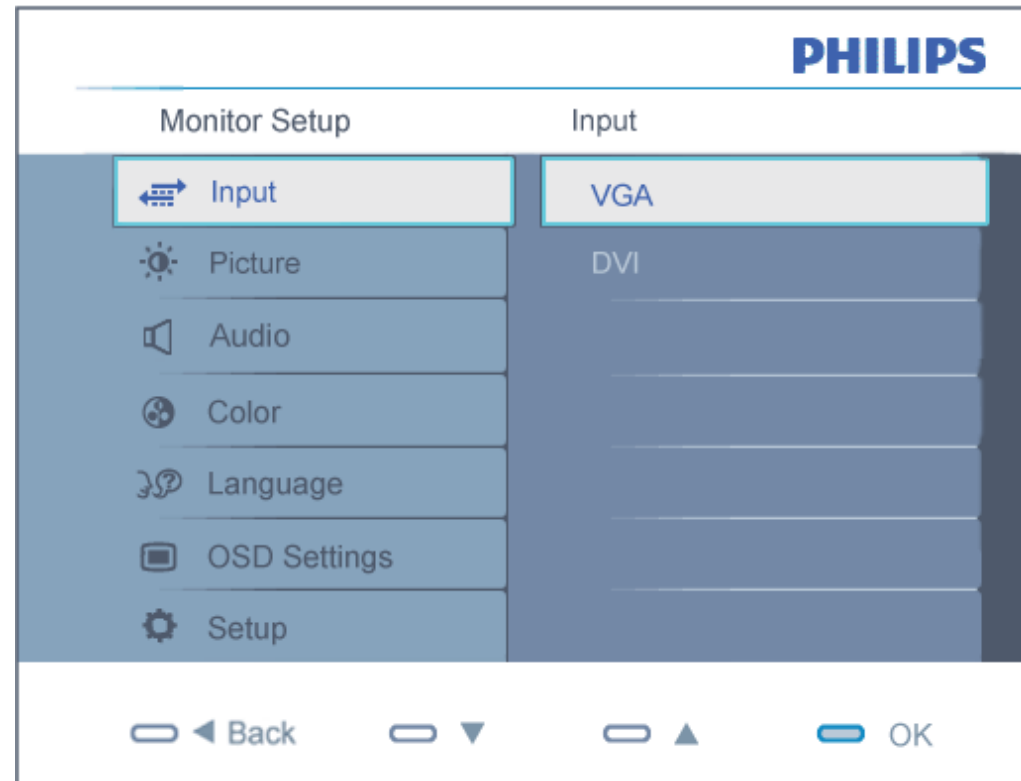 PHILIPS
Monitor Setup
Input
Input
VGA
Picture
DVI
Audio
Color
Language
OSD Settings
Setup
Back
OK